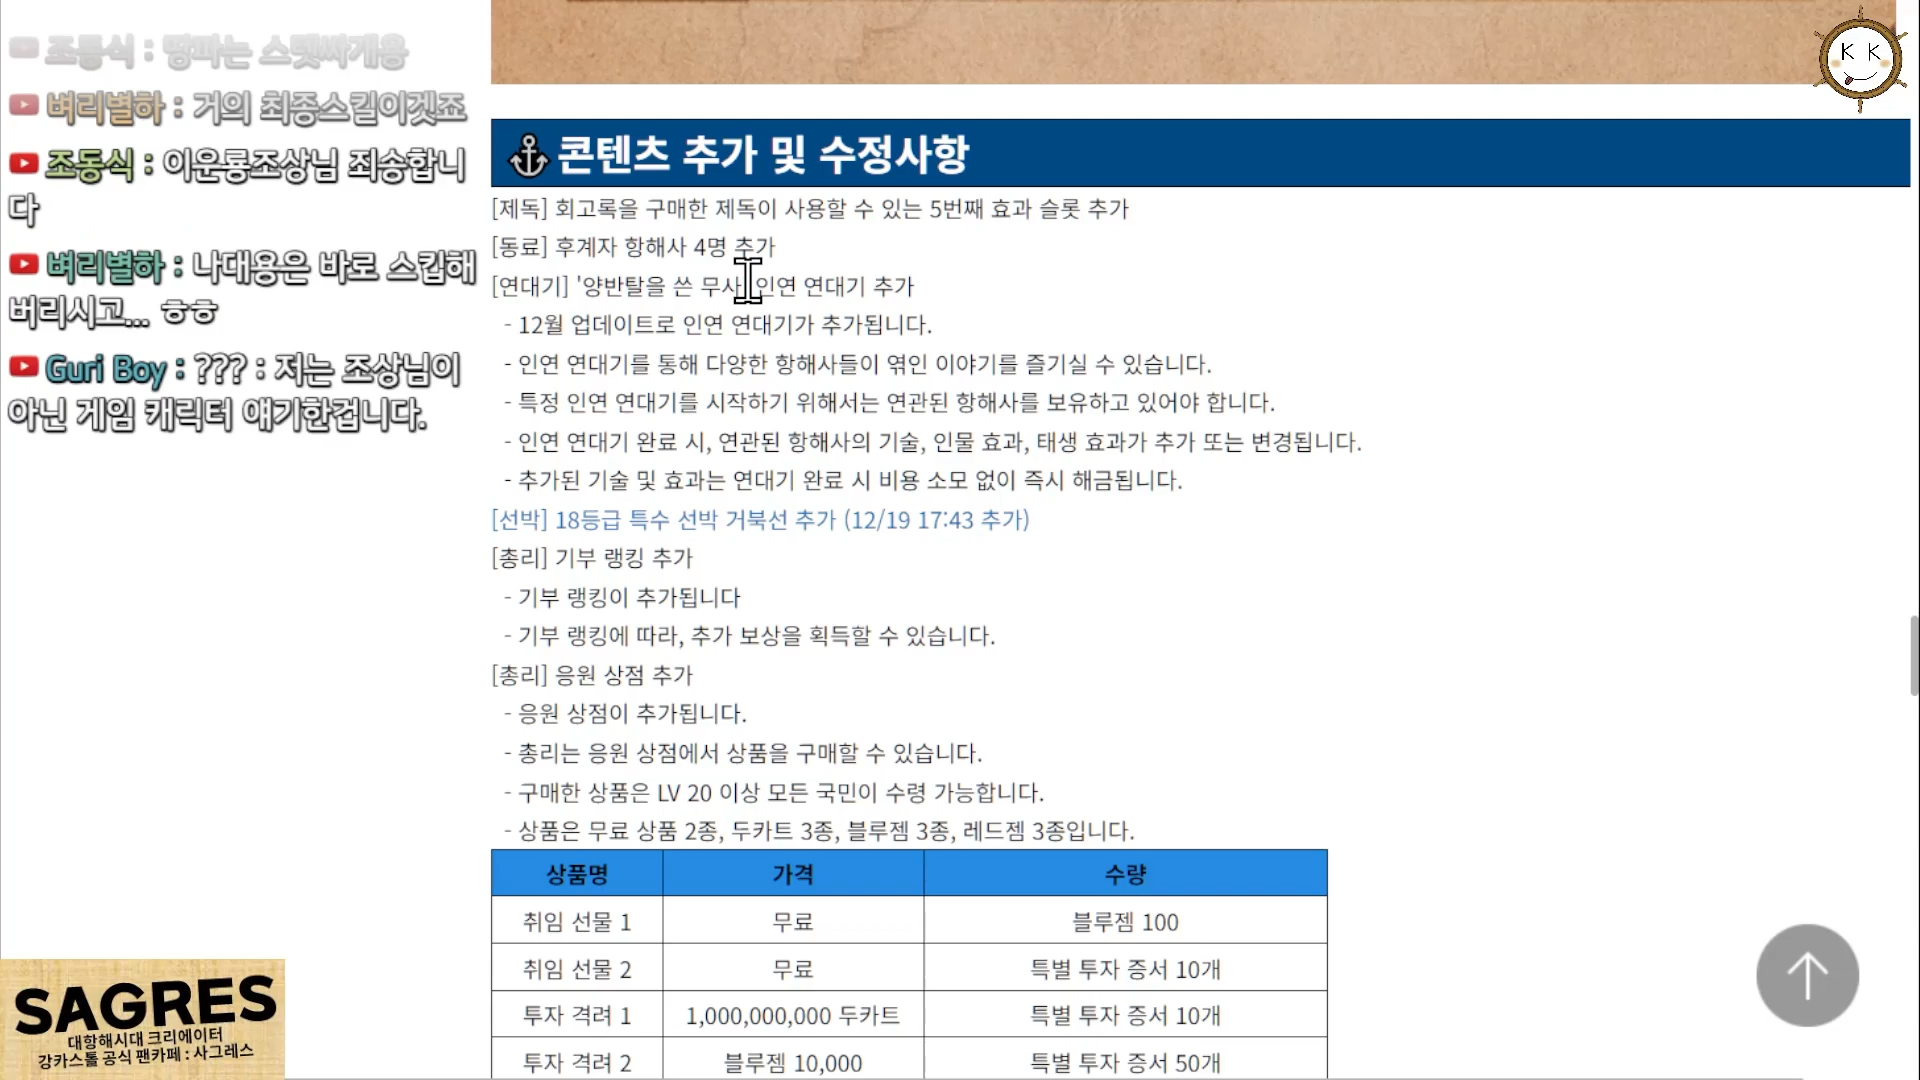 조동식 : 땅파는 스텟싸개용
벼리별하 : 거의 최종스킬이겟죠
조동식 : 이운룡조상님 죄송합니
다
벼리별하 : 나대용은 바로 스킵해
버리시고... ㅎㅎ
Guri Boy : ??? : 저는 조상님이
아닌 게임 캐릭터 얘기한겁니다.
K K
콘텐츠 추가 및 수정사항
[제독] 회고록을 구매한 제독이 사용할 수 있는 5번째 효과 슬롯 추가
[동료] 후계자 항해사 4명 추가
[연대기] '양반탈을 쓴 무사' 인연 연대기 추가
- 12월 업데이트로 인연 연대기가 추가됩니다.
- 인연 연대기를 통해 다양한 항해사들이 엮인 이야기를 즐기실 수 있습니다.
- 특정 인연 연대기를 시작하기 위해서는 연관된 항해사를 보유하고 있어야 합니다.
- 인연 연대기 완료 시, 연관된 항해사의 기술, 인물 효과, 태생 효과가 추가 또는 변경됩니다.
- 추가된 기술 및 효과는 연대기 완료 시 비용 소모 없이 즉시 해금됩니다.
[선박] 18등급 특수 선박 거북선 추가 (12/19 17:43 추가)
[총리] 기부 랭킹 추가
- 기부 랭킹이 추가됩니다
- 기부 랭킹에 따라, 추가 보상을 획득할 수 있습니다.
[총리] 응원 상점 추가
- 응원 상점이 추가됩니다.
- 총리는 응원 상점에서 상품을 구매할 수 있습니다.
- 구매한 상품은 LV 20 이상 모든 국민이 수령 가능합니다.
- 상품은 무료 상품 2종, 두카트 3종, 블루젬 3종, 레드젬 3종입니다.
상품명 가격 수량
취임 선물 1 무료 블루젬 100
취임 선물 2 무료 특별 투자 증서 10개
투자 격려 1 1,000,000,000 두카트 특별 투자 증서 10개
투자 격려 2 블루젬 10,000 특별 투자 증서 50개
SAGRES
대항해시대 크리에이터
강카스톨 공식 팬카페 : 사그레스